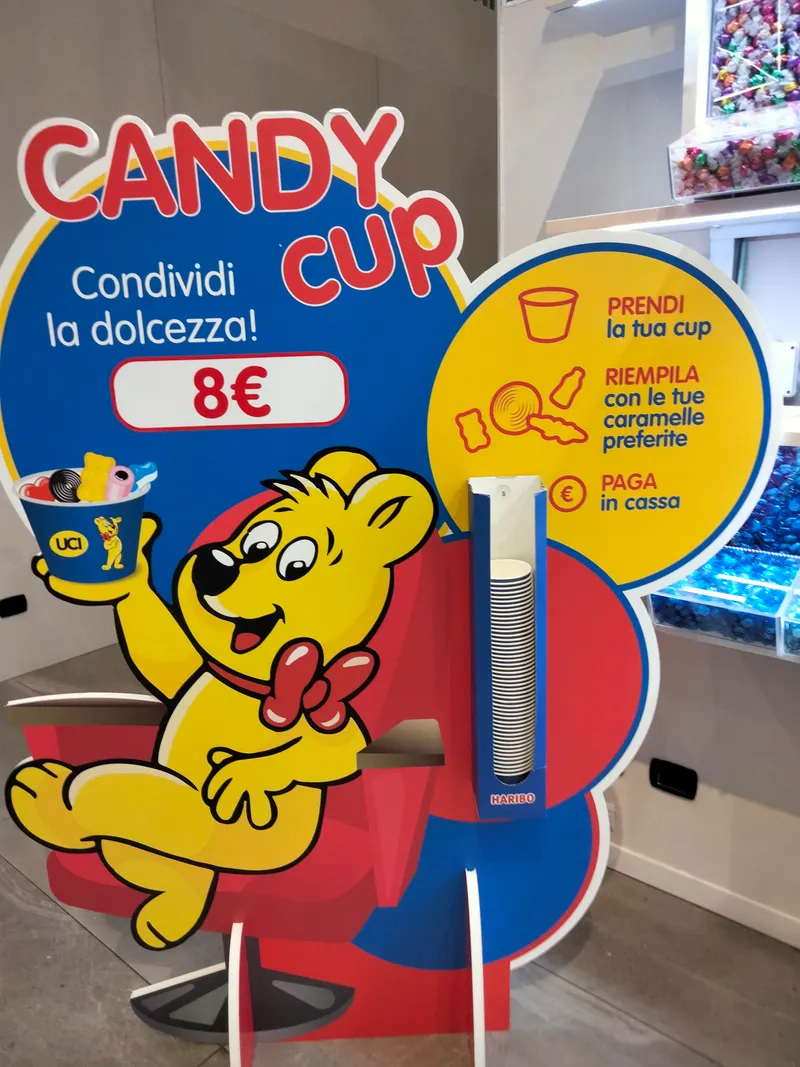 CANDY
cup
Condividi
la dolcezza!
8€
UCI
PRENDI
la tua cup
RIEMPILA
con le tue
caramelle
preferite
€
PAGA
in cassa
HARIBO